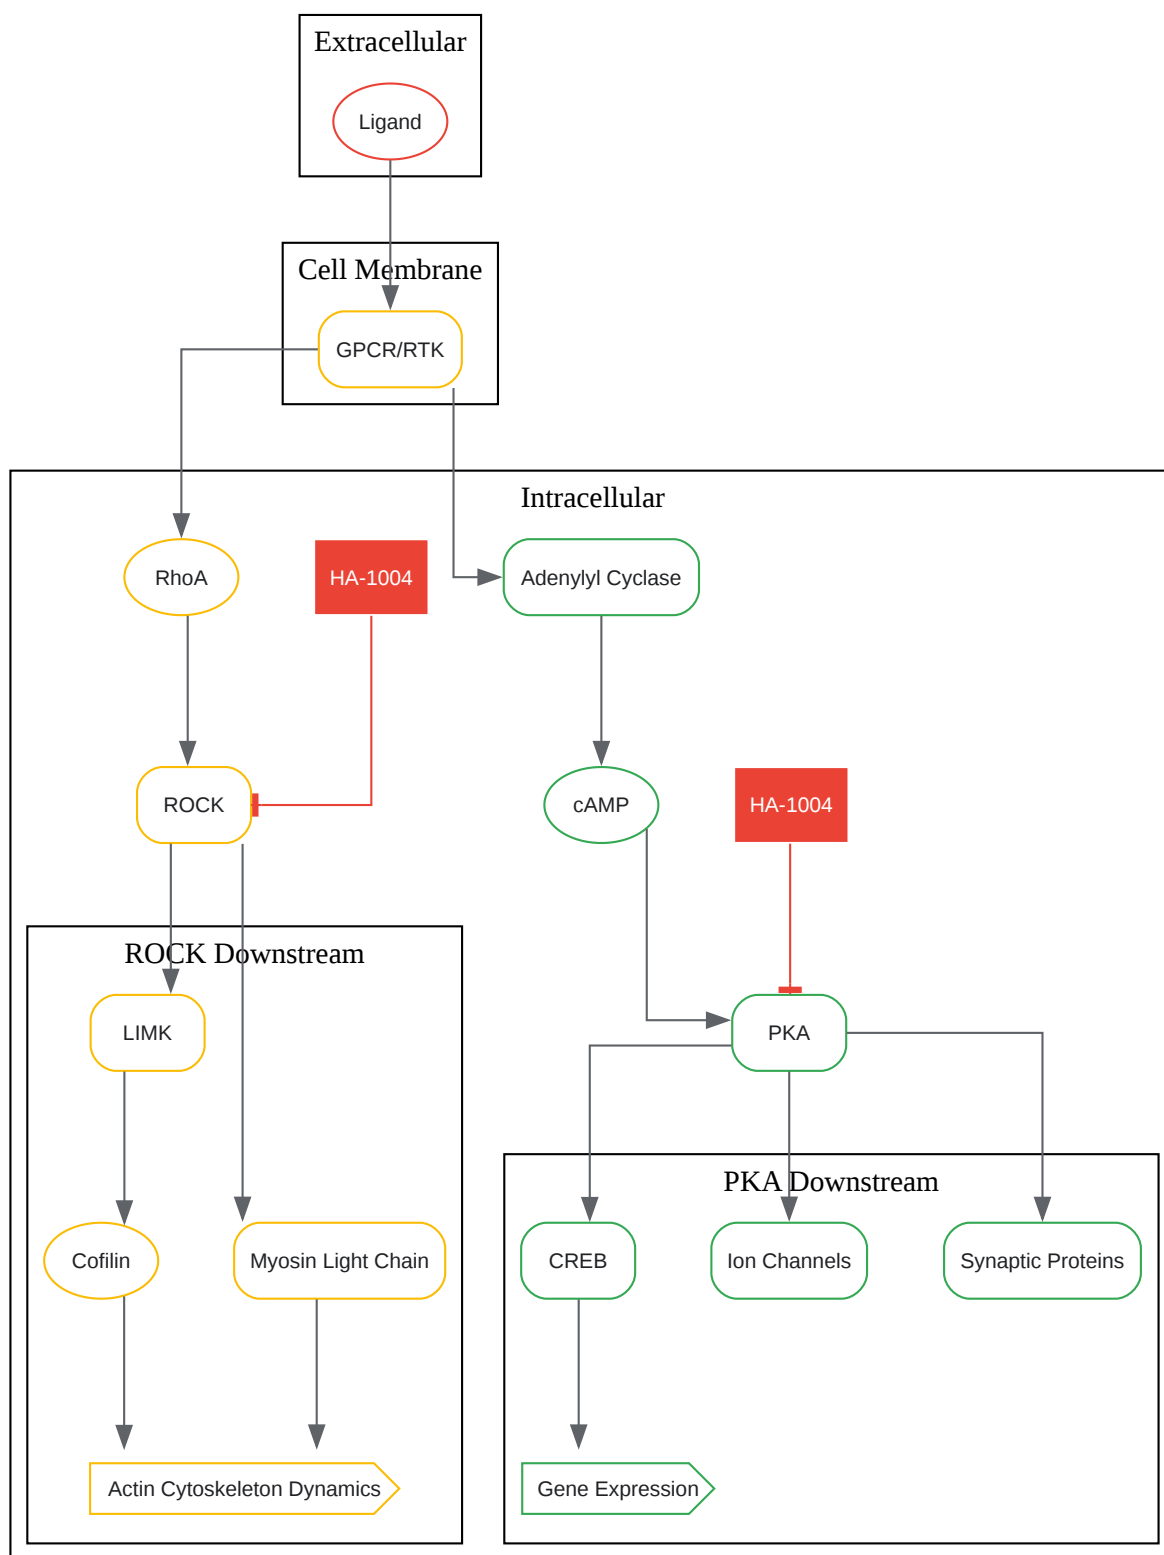 Extracellular
Ligand
Cell Membrane
GPCR/RTK
Intracellular
RhoA
HA-1004
Adenylyl Cyclase
ROCK
cAMP
HA-1004
ROCK Downstream
LIMK
PKA
PKA Downstream
Cofilin
Myosin Light Chain
CREB
Ion Channels
Synaptic Proteins
Actin Cytoskeleton Dynamics
Gene Expression